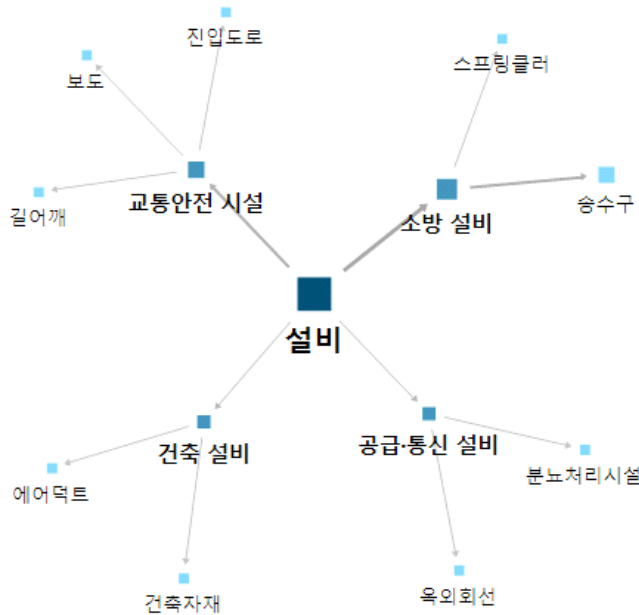 진입도로
보도
스프링클러
길어깨
교통안전 시설
송수구
소방 설비
설비
건축 설비
공급·통신 설비
에어덕트
분뇨처리시설
건축자재
옥외회선